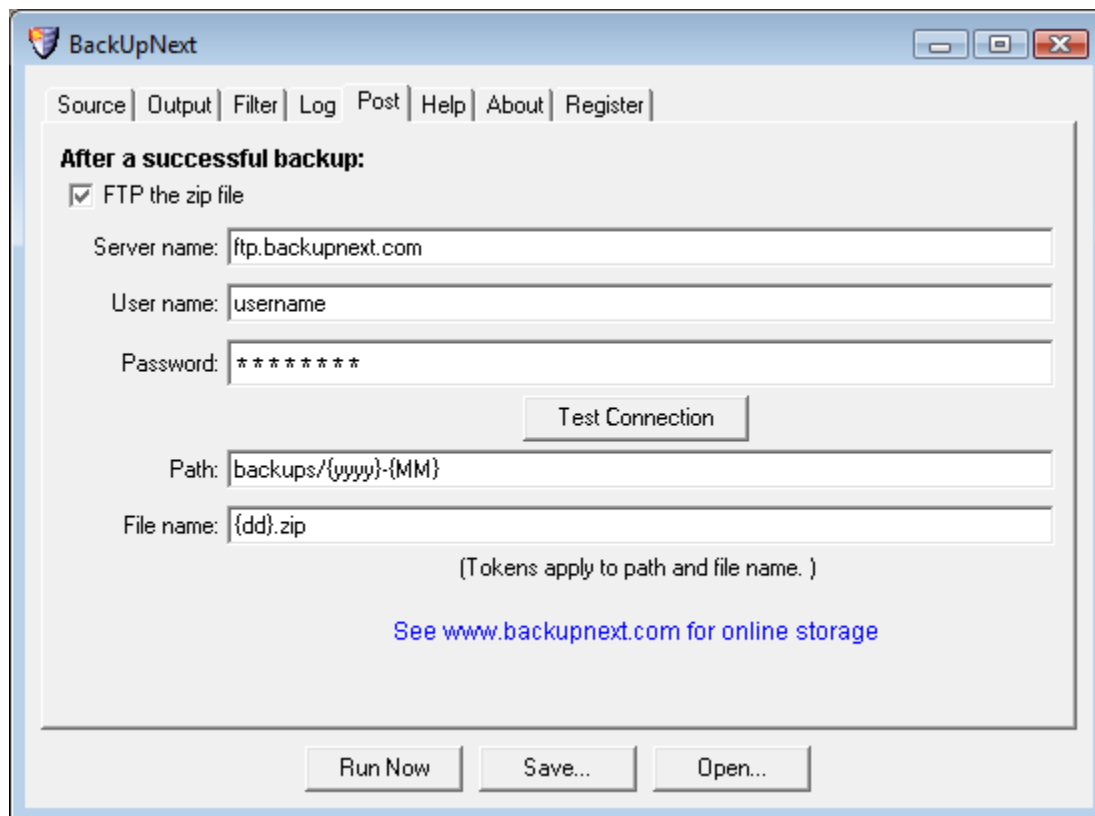 BackUpNext
Source Output Filter Log Post Help About Register
After a successful backup:
FTP the zip file
Server name: ftp.backupnext.com
User name: username
Password: ********
Test Connection
Path: backups/{yyyy}-{MM}
File name: {dd}.zip
(Tokens apply to path and file name. )
See www.backupnext.com for online storage
Run Now Save... Open...